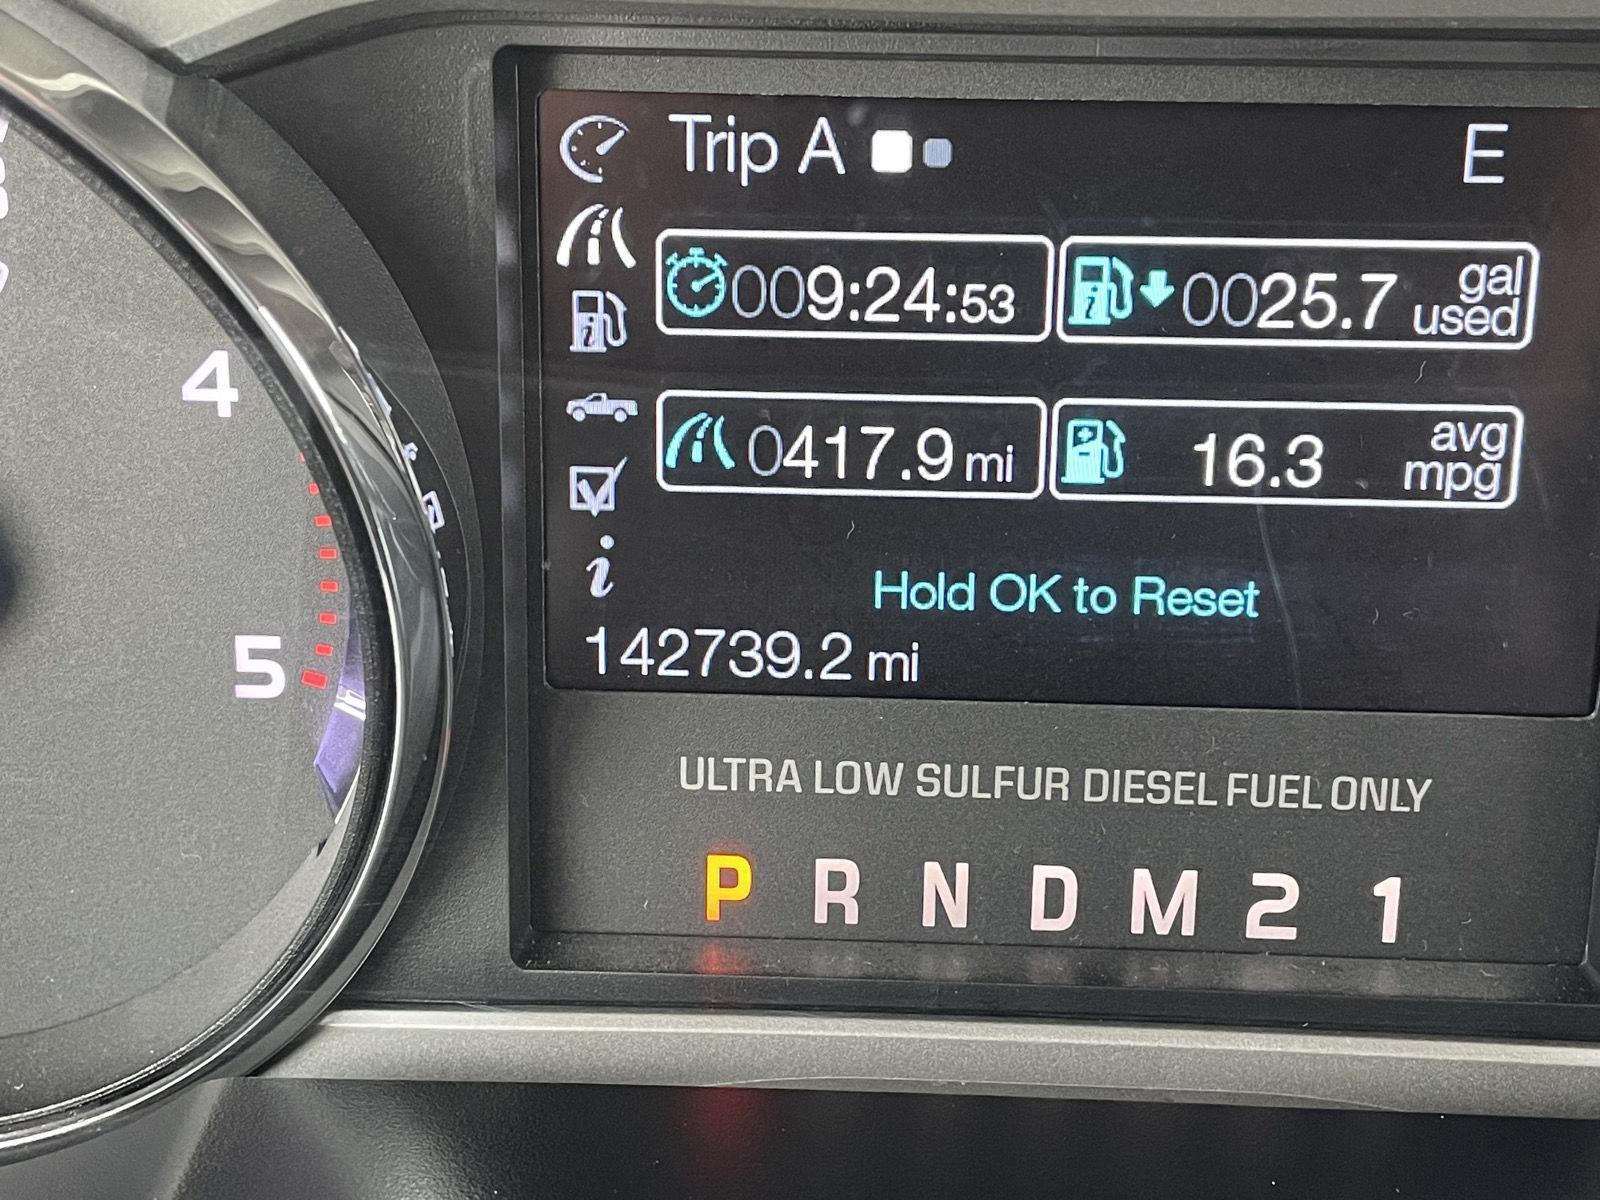 Trip A E
009:24:53
0025.7 gal used
0417.9 mi
16.3 avg mpg
Hold OK to Reset
142739.2 mi
4
5
ULTRA LOW SULFUR DIESEL FUEL ONLY
P R N D M 2 1